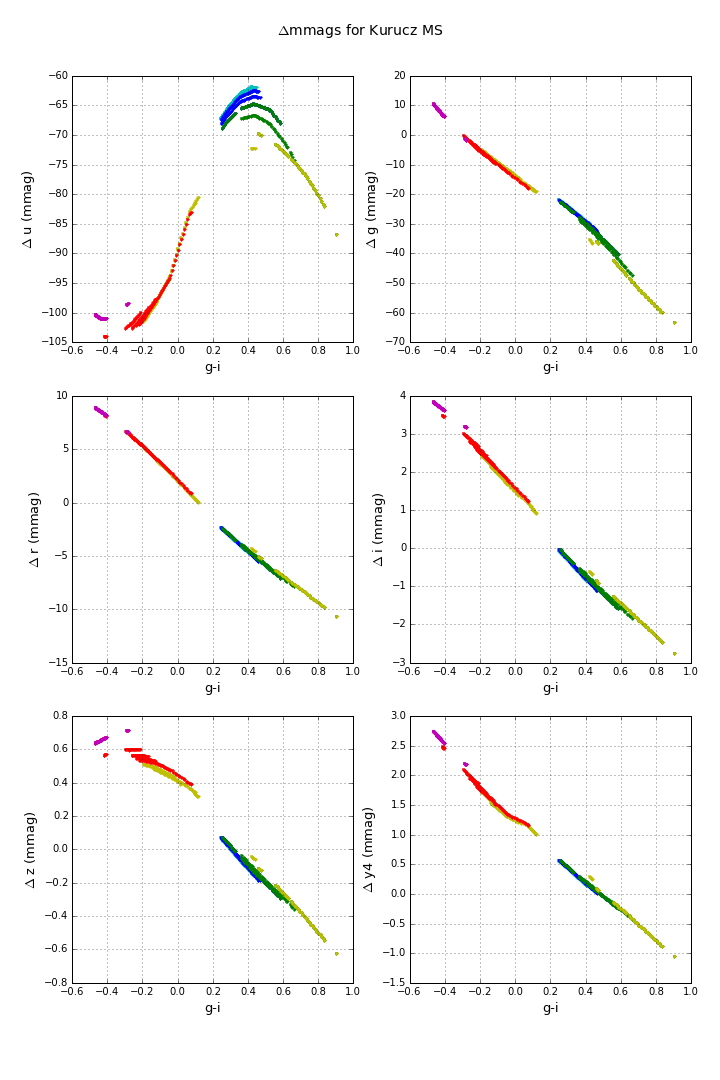 Δmmags for Kurucz MS
−60
−65
−70
−75
−80
−85
−90
−95
−100
−105
Δ u (mmag)
−0.6 −0.4 −0.2 0.0 0.2 0.4 0.6 0.8 1.0
g-i
20
10
0
−10
−20
−30
−40
−50
−60
−70
Δ g (mmag)
−0.6 −0.4 −0.2 0.0 0.2 0.4 0.6 0.8 1.0
g-i
10
5
0
−5
−10
−15
Δ r (mmag)
−0.6 −0.4 −0.2 0.0 0.2 0.4 0.6 0.8 1.0
g-i
4
3
2
1
0
−1
−2
−3
Δ i (mmag)
−0.6 −0.4 −0.2 0.0 0.2 0.4 0.6 0.8 1.0
g-i
0.8
0.6
0.4
0.2
0.0
−0.2
−0.4
−0.6
−0.8
Δ z (mmag)
−0.6 −0.4 −0.2 0.0 0.2 0.4 0.6 0.8 1.0
g-i
3.0
2.5
2.0
1.5
1.0
0.5
0.0
−0.5
−1.0
−1.5
Δ y4 (mmag)
−0.6 −0.4 −0.2 0.0 0.2 0.4 0.6 0.8 1.0
g-i